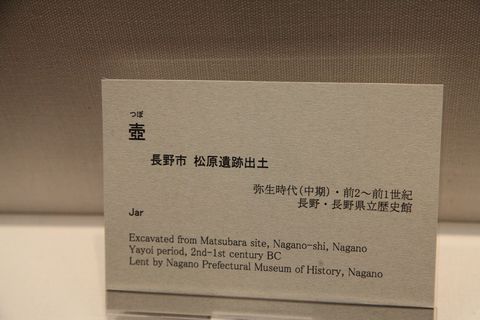 つぼ
壺
長野市 松原遺跡出土
弥生時代(中期)・前2〜前1世紀
長野・長野県立歴史館
Jar
Excavated from Matsubara site, Nagano-shi, Nagano
Yayoi period, 2nd-1st century BC
Lent by Nagano Prefectural Museum of History, Nagano